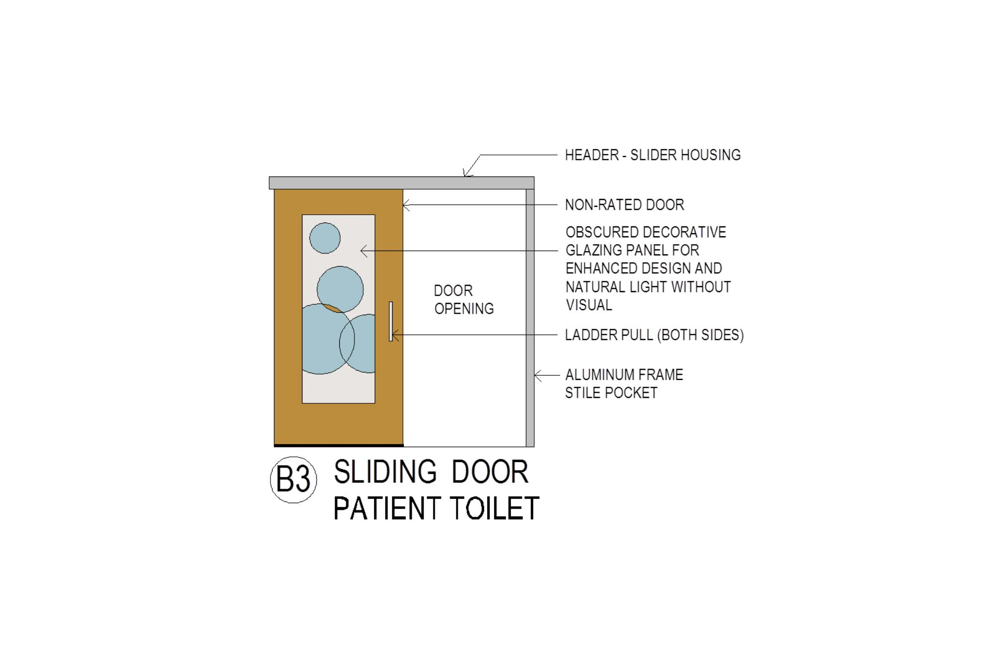 HEADER - SLIDER HOUSING
NON-RATED DOOR
OBSCURED DECORATIVE
GLAZING PANEL FOR
ENHANCED DESIGN AND
NATURAL LIGHT WITHOUT
VISUAL
DOOR
OPENING
LADDER PULL (BOTH SIDES)
ALUMINUM FRAME
STILE POCKET
B3
SLIDING DOOR
PATIENT TOILET